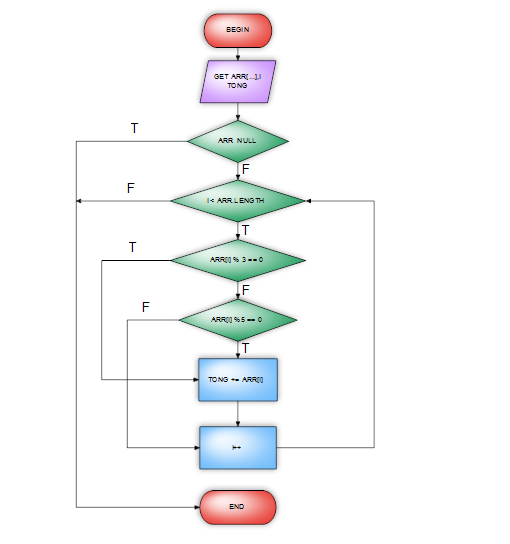 BEGIN
GET ARR[...],I
TONG
T
ARR NULL
F
F
I < ARR.LENGTH
T
T
ARR[I] % 3 == 0
F
F
ARR[I] % 5 == 0
T
TONG += ARR[I]
I++
END